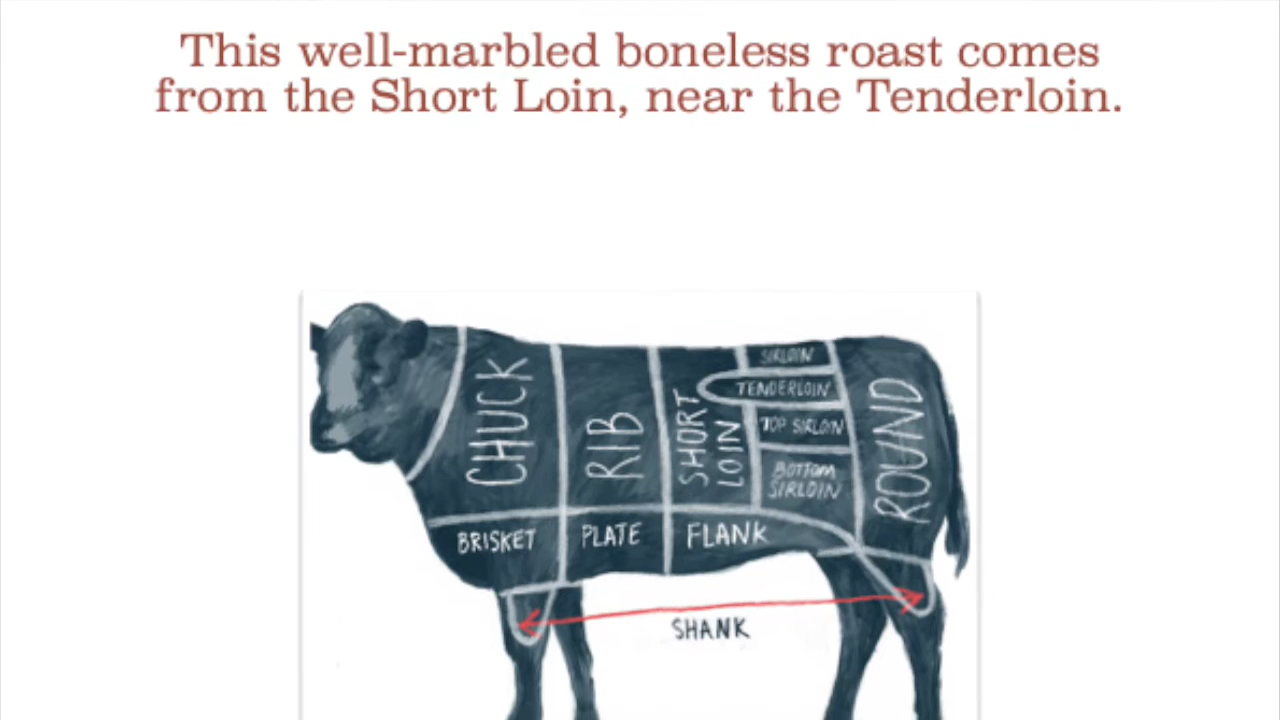 This well-marbled boneless roast comes
from the Short Loin, near the Tenderloin.
CHUCK
RIB
SHORT
LOIN
SIRLOIN
TENDERLOIN
TOP SIRLOIN
BOTTOM
SIRLOIN
ROUND
BRISKET
PLATE
FLANK
SHANK